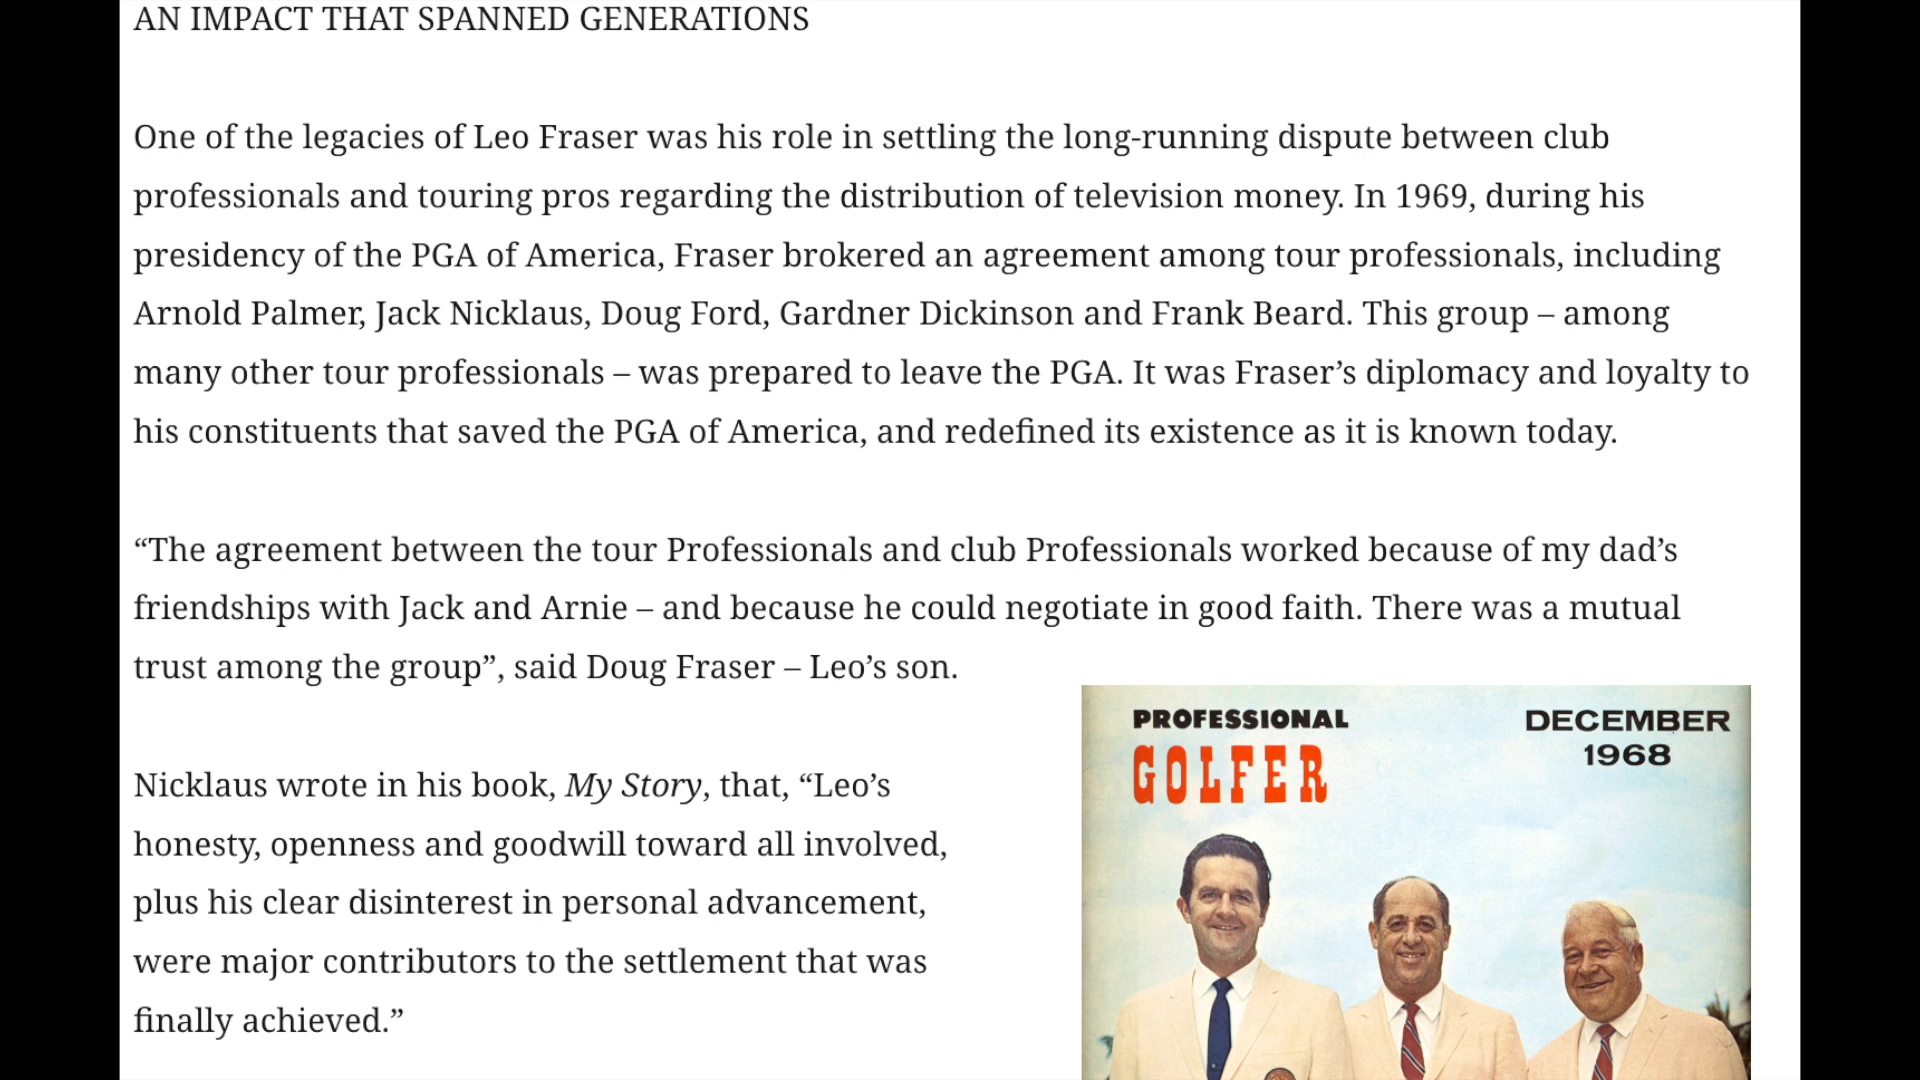 AN IMPACT THAT SPANNED GENERATIONS
One of the legacies of Leo Fraser was his role in settling the long-running dispute between club
professionals and touring pros regarding the distribution of television money. In 1969, during his
presidency of the PGA of America, Fraser brokered an agreement among tour professionals, including
Arnold Palmer, Jack Nicklaus, Doug Ford, Gardner Dickinson and Frank Beard. This group – among
many other tour professionals – was prepared to leave the PGA. It was Fraser’s diplomacy and loyalty to
his constituents that saved the PGA of America, and redefined its existence as it is known today.
“The agreement between the tour Professionals and club Professionals worked because of my dad’s
friendships with Jack and Arnie – and because he could negotiate in good faith. There was a mutual
trust among the group”, said Doug Fraser – Leo’s son.
Nicklaus wrote in his book, My Story, that, “Leo’s
honesty, openness and goodwill toward all involved,
plus his clear disinterest in personal advancement,
were major contributors to the settlement that was
finally achieved.”
PROFESSIONAL
GOLFER
DECEMBER
1968